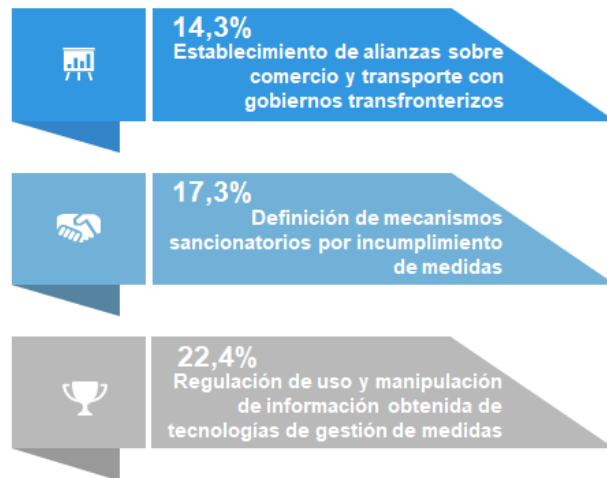 14,3%
Establecimiento de alianzas sobre
comercio y transporte con
gobiernos transfronterizos
17,3%
Definición de mecanismos
sancionatorios por incumplimiento
de medidas
22,4%
Regulación de uso y manipulación
de información obtenida de
tecnologías de gestión de medidas